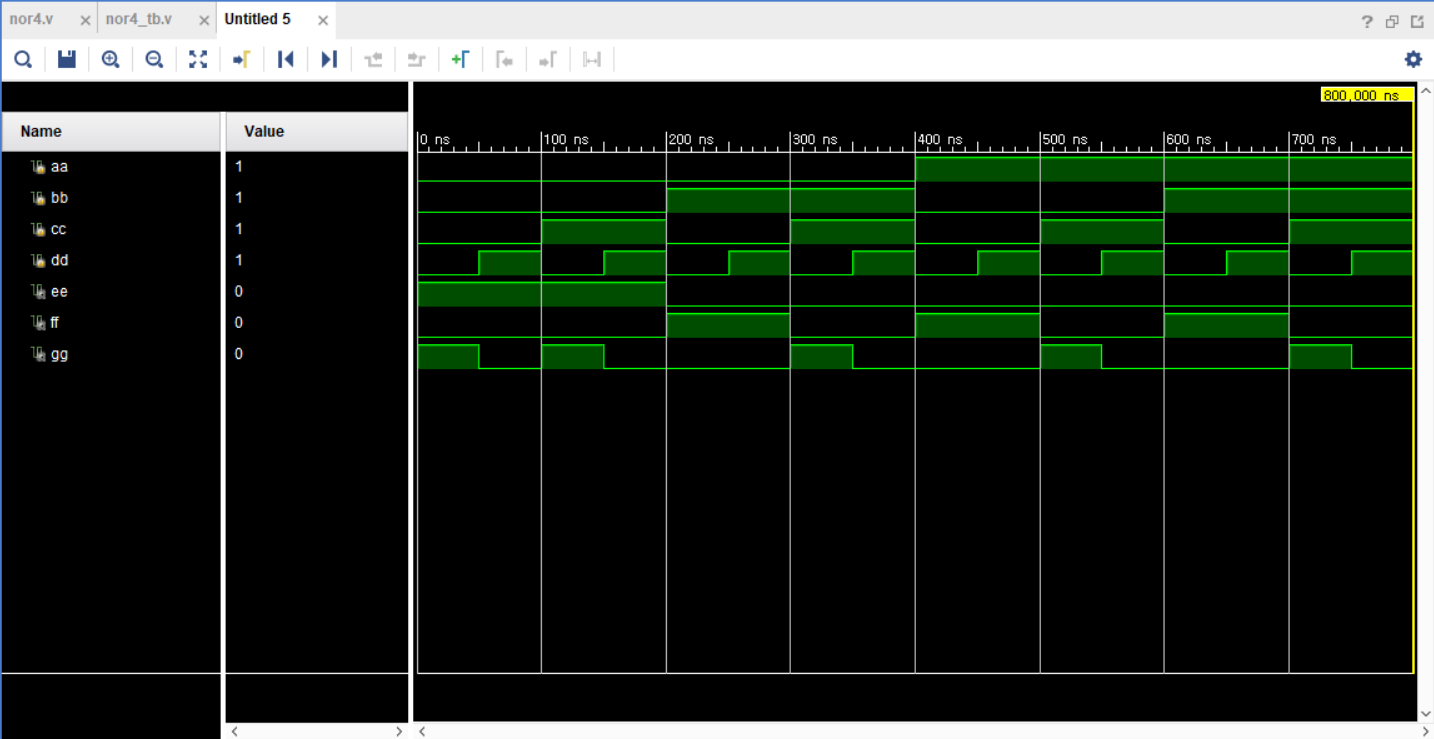 nor4.v × nor4_tb.v × Untitled 5 ×
800,000 ns
Name Value
0 ns 100 ns 200 ns 300 ns 400 ns 500 ns 600 ns 700 ns
aa 1
bb 1
cc 1
dd 1
ee 0
ff 0
gg 0